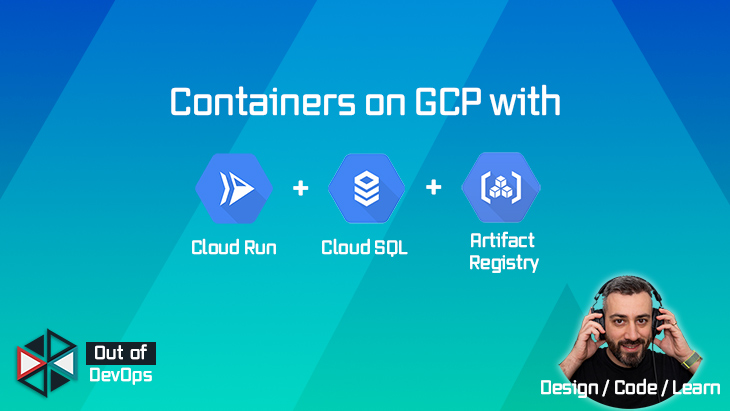 Containers on GCP with
+ +
Cloud Run
Cloud SQL
Artifact
Registry
Out of
DevOps
Design / Code / Learn